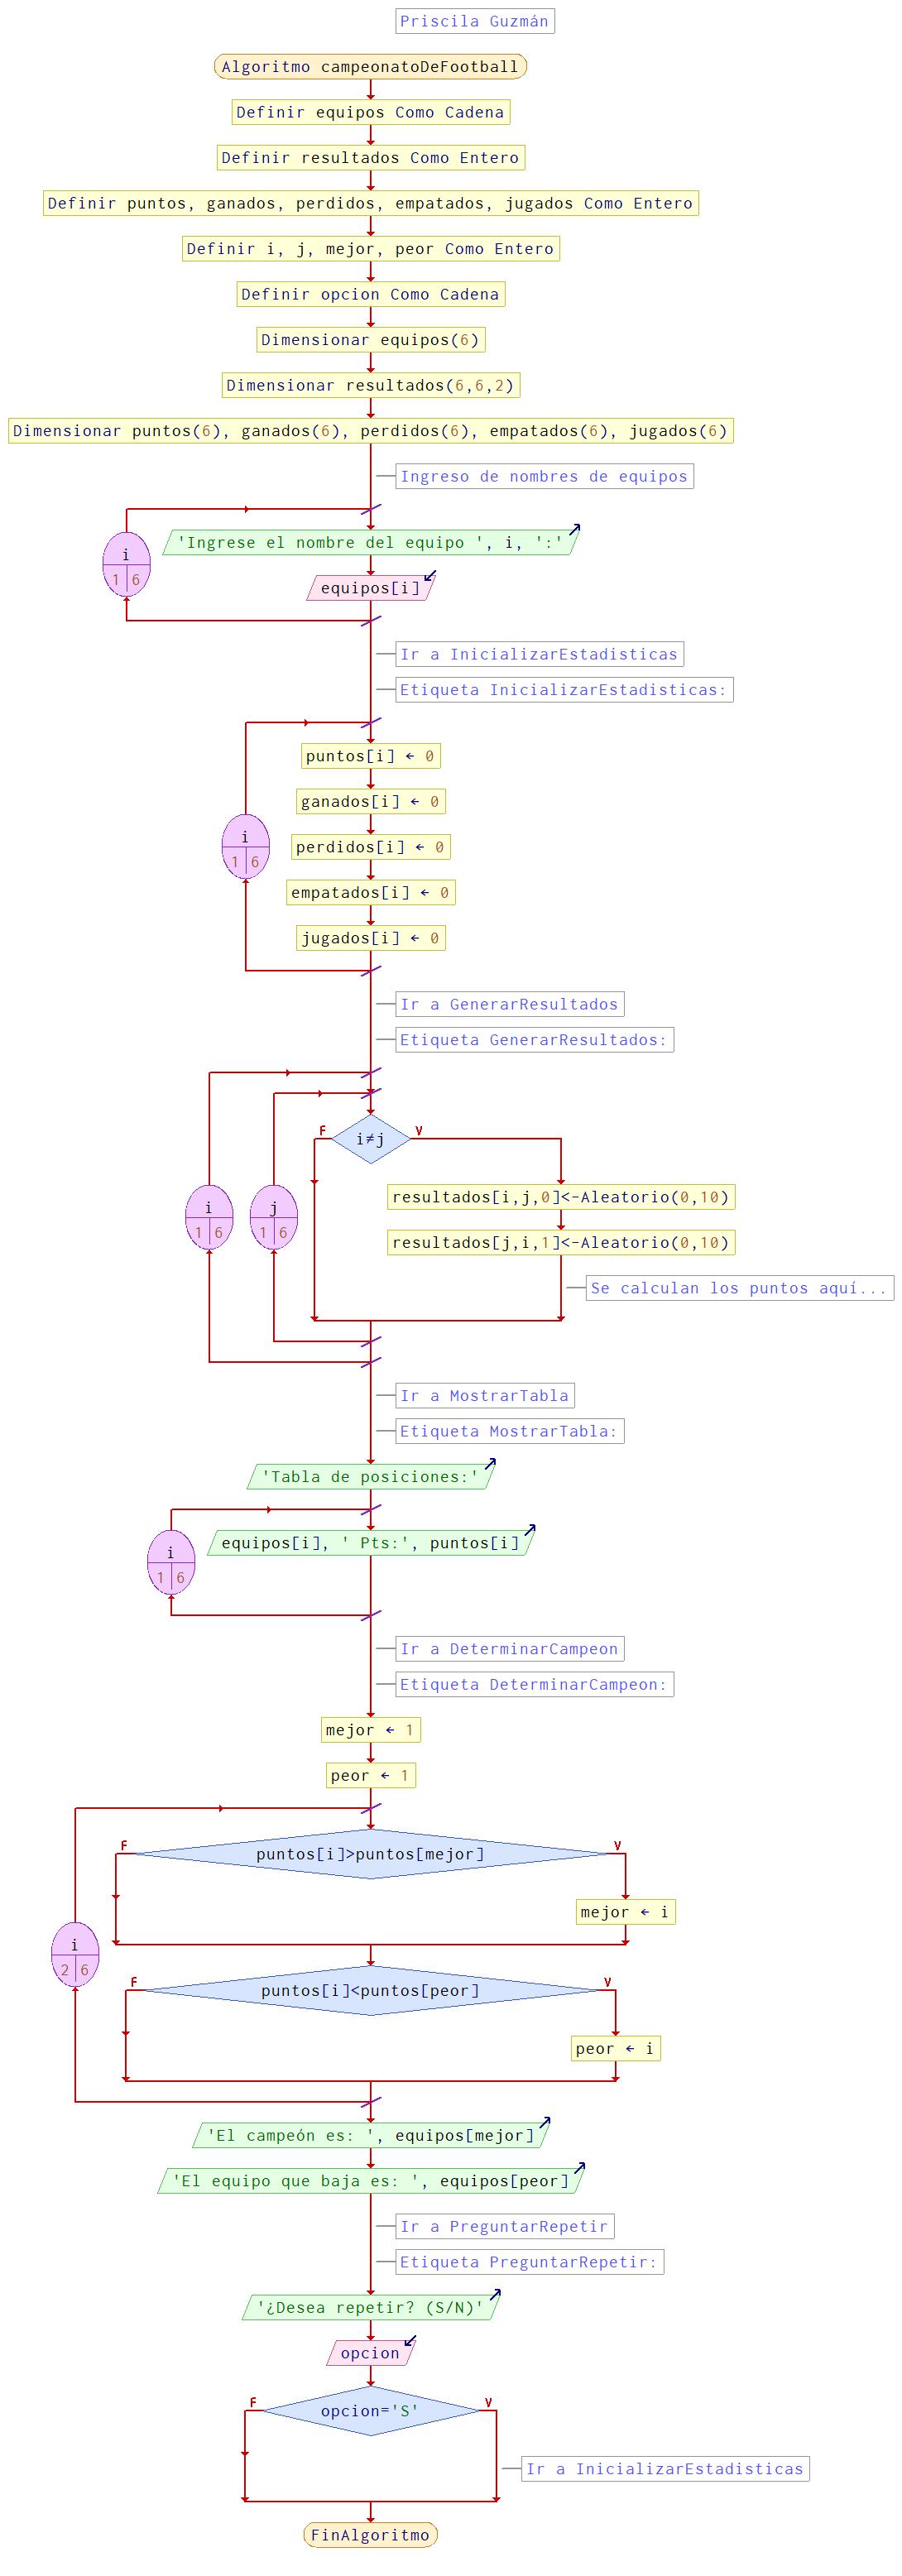 Priscila Guzmán
Algoritmo campeonatoDeFootball
Definir equipos Como Cadena
Definir resultados Como Entero
Definir puntos, ganados, perdidos, empatados, jugados Como Entero
Definir i, j, mejor, peor Como Entero
Definir opcion Como Cadena
Dimensionar equipos(6)
Dimensionar resultados(6,6,2)
Dimensionar puntos(6), ganados(6), perdidos(6), empatados(6), jugados(6)
Ingreso de nombres de equipos
'Ingrese el nombre del equipo ', i, ':'
i
1 6
equipos[i]
Ir a InicializarEstadisticas
Etiqueta InicializarEstadisticas:
puntos[i] ← 0
ganados[i] ← 0
i
1 6
perdidos[i] ← 0
empatados[i] ← 0
jugados[i] ← 0
Ir a GenerarResultados
Etiqueta GenerarResultados:
F
V
i≠j
i
1 6
j
1 6
resultados[i,j,0]<-Aleatorio(0,10)
resultados[j,i,1]<-Aleatorio(0,10)
Se calculan los puntos aquí...
Ir a MostrarTabla
Etiqueta MostrarTabla:
'Tabla de posiciones:'
equipos[i], ' Pts:', puntos[i]
i
1 6
Ir a DeterminarCampeon
Etiqueta DeterminarCampeon:
mejor ← 1
peor ← 1
F
V
puntos[i]>puntos[mejor]
mejor ← i
i
2 6
F
V
puntos[i]<puntos[peor]
peor ← i
'El campeón es: ', equipos[mejor]
'El equipo que baja es: ', equipos[peor]
Ir a PreguntarRepetir
Etiqueta PreguntarRepetir:
'¿Desea repetir? (S/N)'
opcion
F
V
opcion='S'
Ir a InicializarEstadisticas
FinAlgoritmo